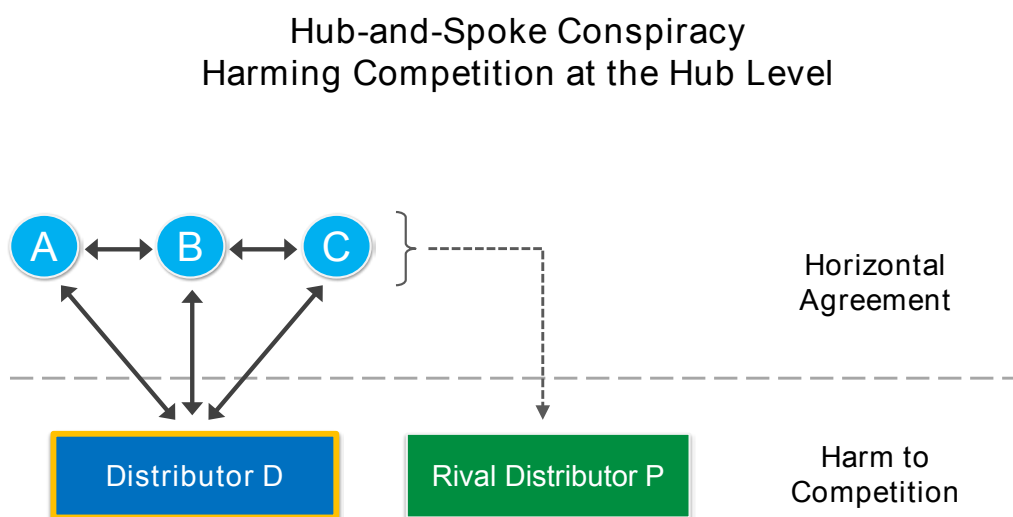 Hub-and-Spoke Conspiracy
Harming Competition at the Hub Level
A
B
C
Horizontal
Agreement
Distributor D
Rival Distributor P
Harm to
Competition